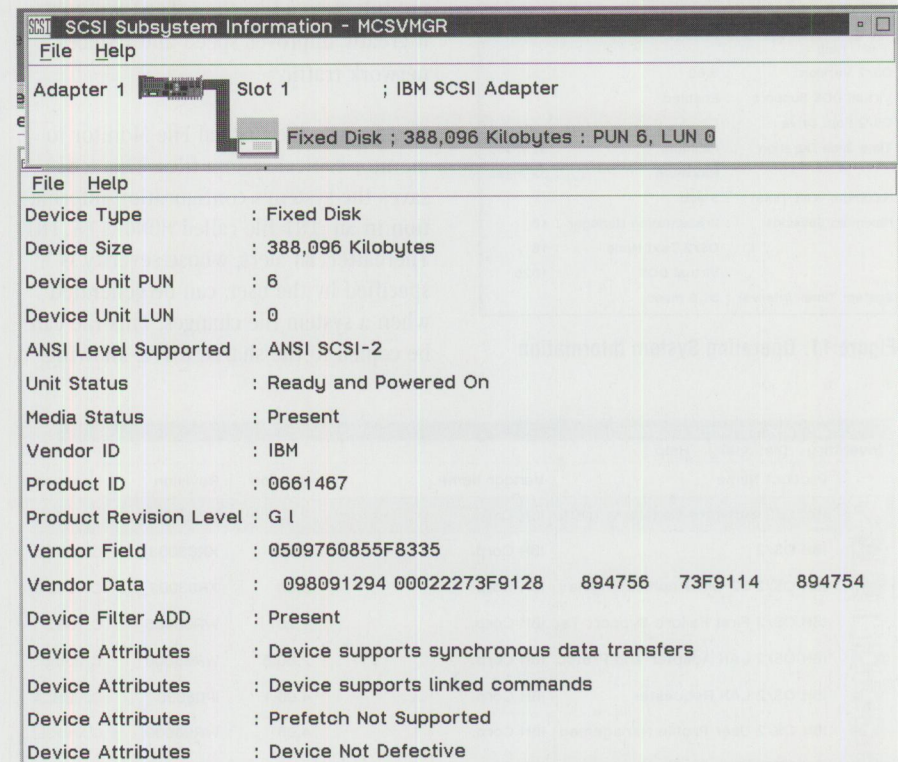 SCSI Subsystem Information - MCSVMGR
File Help
Adapter 1 Slot 1 ; IBM SCSI Adapter
Fixed Disk ; 388,096 Kilobytes : PUN 6, LUN 0
File Help
Device Type : Fixed Disk
Device Size : 388,096 Kilobytes
Device Unit PUN : 6
Device Unit LUN : 0
ANSI Level Supported : ANSI SCSI-2
Unit Status : Ready and Powered On
Media Status : Present
Vendor ID : IBM
Product ID : 0661467
Product Revision Level : G l
Vendor Field : 0509760855F8335
Vendor Data : 098091294 00022273F9128 894756 73F9114 894754
Device Filter ADD : Present
Device Attributes : Device supports synchronous data transfers
Device Attributes : Device supports linked commands
Device Attributes : Prefetch Not Supported
Device Attributes : Device Not Defective